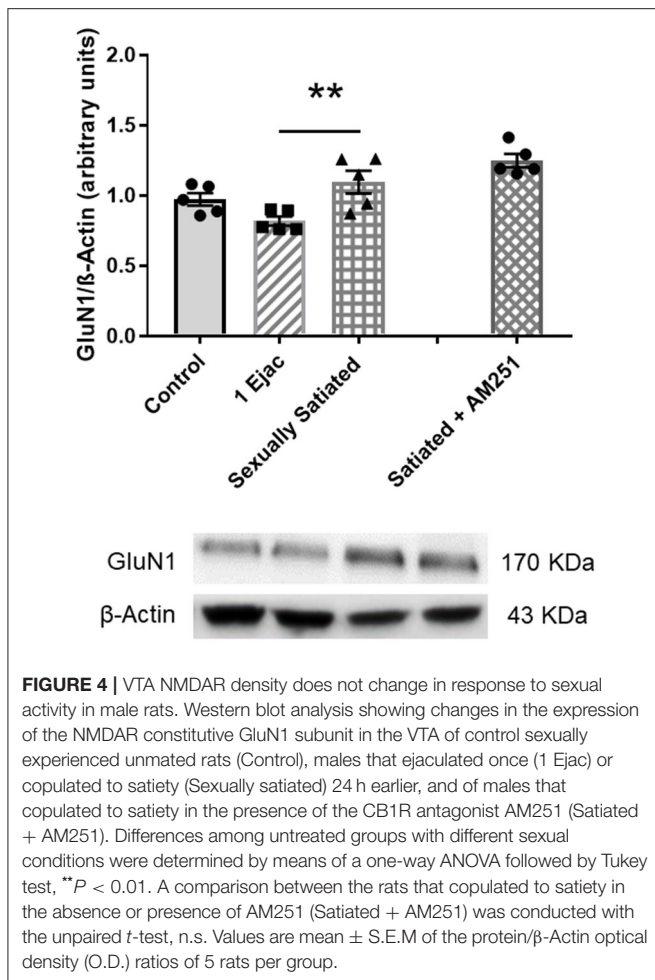 2.0
**
1.5
1.0
0.5
0.0
GluN1/ß-Actin (arbitrary units)
Control
1 Ejac
Sexually Satiated
Satiated + AM251
GluN1
170 KDa
β-Actin
43 KDa
FIGURE 4 | VTA NMDAR density does not change in response to sexual
activity in male rats. Western blot analysis showing changes in the expression
of the NMDAR constitutive GluN1 subunit in the VTA of control sexually
experienced unmated rats (Control), males that ejaculated once (1 Ejac) or
copulated to satiety (Sexually satiated) 24 h earlier, and of males that
copulated to satiety in the presence of the CB1R antagonist AM251 (Satiated
+ AM251). Differences among untreated groups with different sexual
conditions were determined by means of a one-way ANOVA followed by Tukey
test, **P < 0.01. A comparison between the rats that copulated to satiety in
the absence or presence of AM251 (Satiated + AM251) was conducted with
the unpaired t-test, n.s. Values are mean ± S.E.M of the protein/β-Actin optical
density (O.D.) ratios of 5 rats per group.